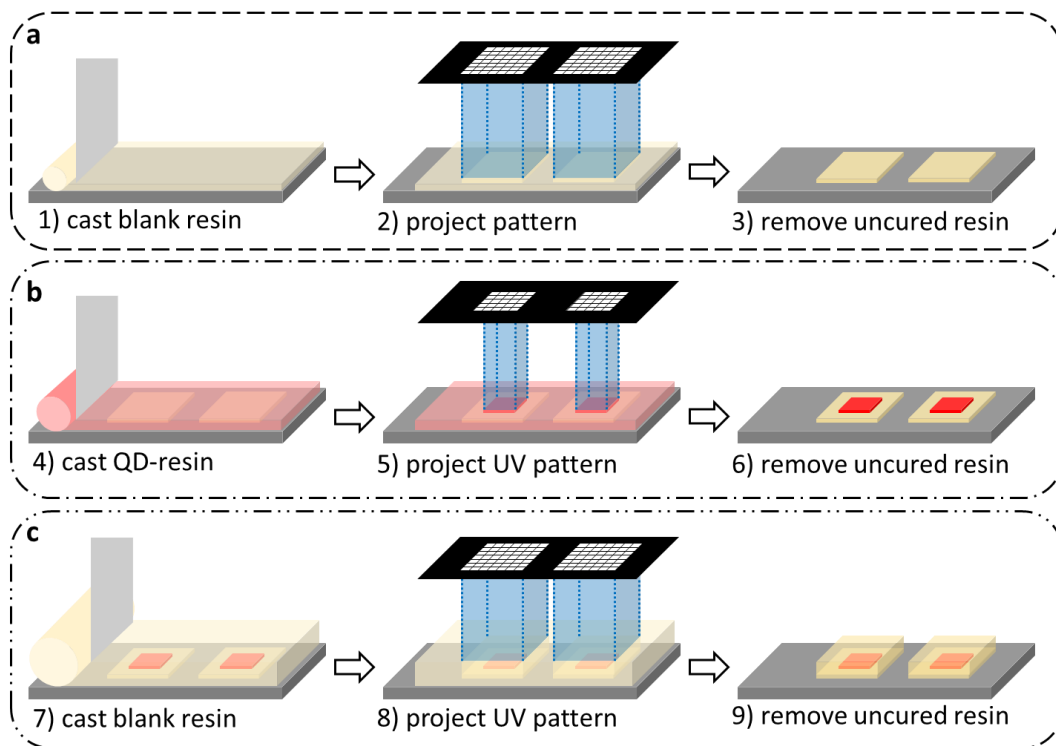 a
1) cast blank resin
2) project pattern
3) remove uncured resin
b
4) cast QD-resin
5) project UV pattern
6) remove uncured resin
c
7) cast blank resin
8) project UV pattern
9) remove uncured resin